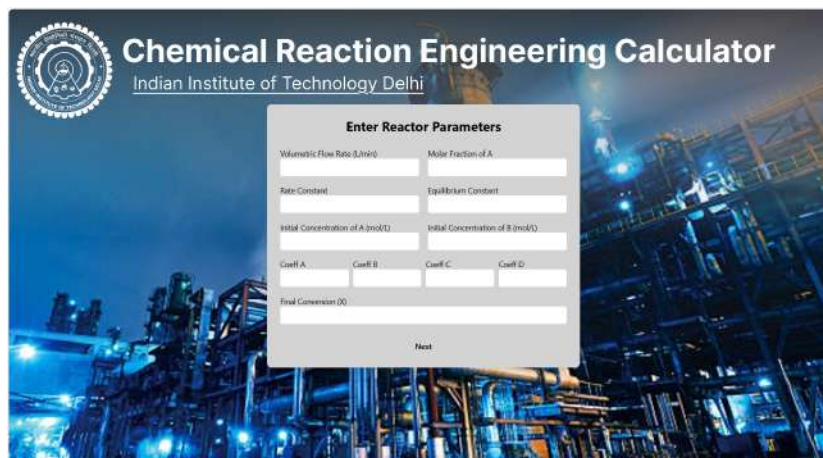 Chemical Reaction Engineering Calculator
Indian Institute of Technology Delhi
Enter Reactor Parameters
Volumetric Flow Rate (L/min) Molar Fraction of A
Rate Constant Equilibrium Constant
Initial Concentration of A (mol/L) Initial Concentration of B (mol/L)
Coeff A Coeff B Coeff C Coeff D
Final Conversion (X)
Next